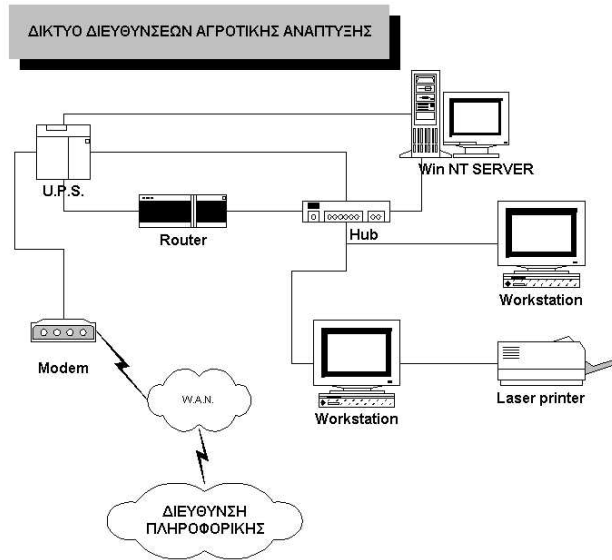 ΔΙΚΤΥΟ ΔΙΕΥΘΥΝΣΕΩΝ ΑΓΡΟΤΙΚΗΣ ΑΝΑΠΤΥΞΗΣ
Win NT SERVER
U.P.S.
Router
Hub
Workstation
Modem
W.A.N.
Workstation
Laser printer
ΔΙΕΥΘΥΝΣΗ
ΠΛΗΡΟΦΟΡΙΚΗΣ